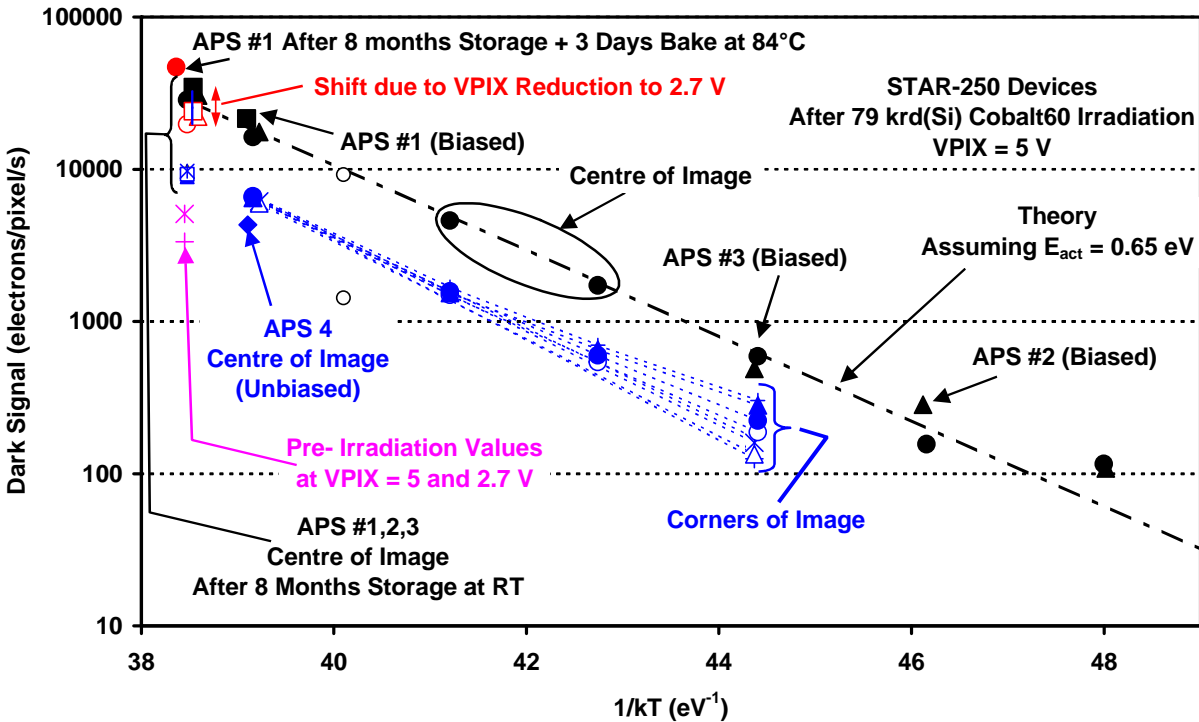 100000
10000
1000
100
10
Dark Signal (electrons/pixel/s)
APS #1 After 8 months Storage + 3 Days Bake at 84°C
Shift due to VPIX Reduction to 2.7 V
STAR-250 Devices
After 79 krd(Si) Cobalt60 Irradiation
VPIX = 5 V
APS #1 (Biased)
Centre of Image
Theory
Assuming E_act = 0.65 eV
APS #3 (Biased)
APS #2 (Biased)
APS 4
Centre of Image
(Unbiased)
Pre- Irradiation Values
at VPIX = 5 and 2.7 V
Corners of Image
APS #1,2,3
Centre of Image
After 8 Months Storage at RT
38 40 42 44 46 48
1/kT (eV⁻¹)